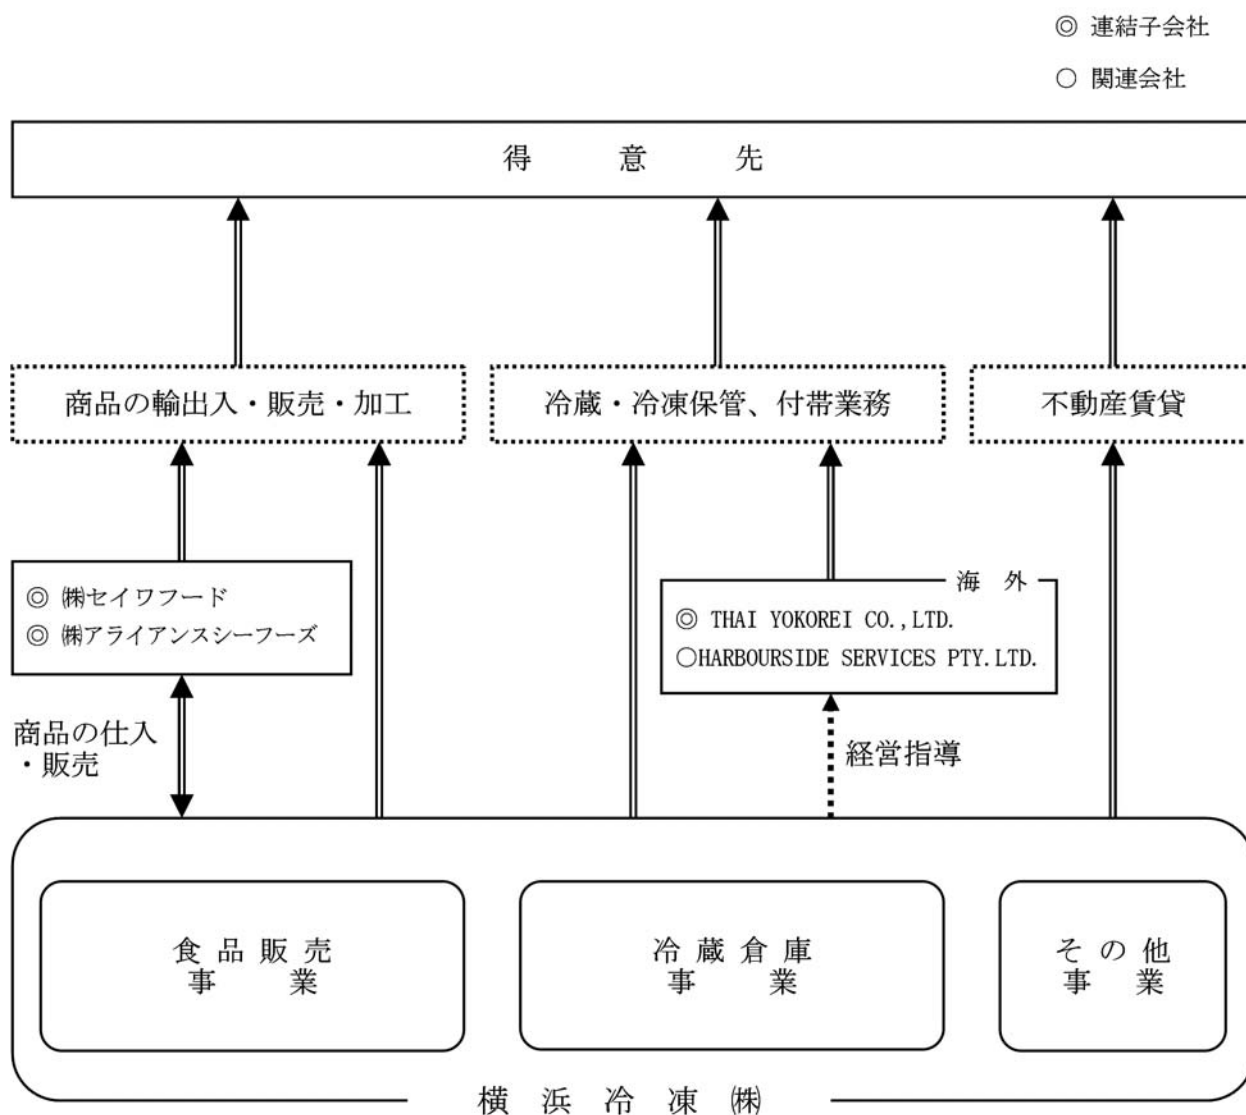 ◎ 連結子会社
○ 関連会社
得意先
商品の輸出入・販売・加工
冷蔵・冷凍保管、付帯業務
不動産賃貸
◎ ㈱セイワフード
◎ ㈱アライアンスシーフーズ
海外
◎ THAI YOKOREI CO.,LTD.
○HARBOURSIDE SERVICES PTY.LTD.
商品の仕入
・販売
経営指導
食品販売
事業
冷蔵倉庫
事業
その他
事業
横浜冷凍㈱